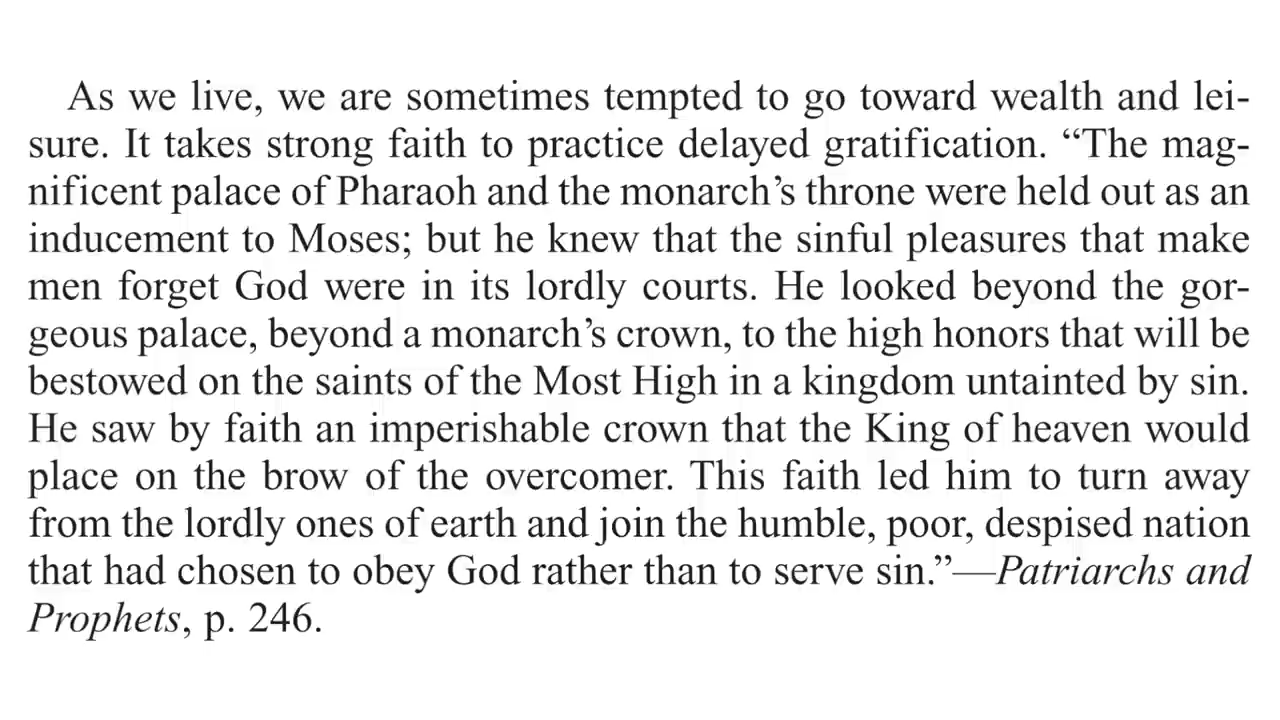 As we live, we are sometimes tempted to go toward wealth and lei-
sure. It takes strong faith to practice delayed gratification. “The mag-
nificent palace of Pharaoh and the monarch’s throne were held out as an
inducement to Moses; but he knew that the sinful pleasures that make
men forget God were in its lordly courts. He looked beyond the gor-
geous palace, beyond a monarch’s crown, to the high honors that will be
bestowed on the saints of the Most High in a kingdom untainted by sin.
He saw by faith an imperishable crown that the King of heaven would
place on the brow of the overcomer. This faith led him to turn away
from the lordly ones of earth and join the humble, poor, despised nation
that had chosen to obey God rather than to serve sin.”—Patriarchs and
Prophets, p. 246.